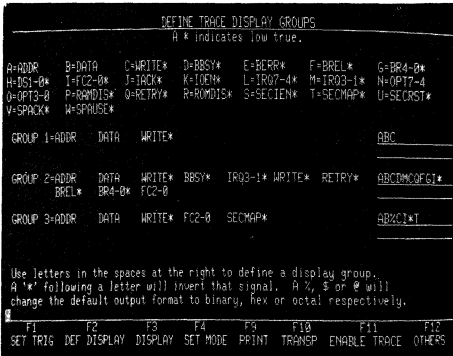 DEFINE TRACE DISPLAY GROUPS
A * indicates low true.
A=ADDR B=DATA C=WRITE* D=BBSY* E=BERR* F=BREL* G=BR4-0*
H=DS1-0* I=FC2-0* J=IACK* K=IOEN* L=IRQ7-4* M=IRQ3-1* N=OPT7-4
O=OPT3-0 P=RAMDIS* Q=RETRY* R=ROMDIS* S=SECIEN* T=SECMAP* U=SECRST*
V=SPACK* W=SPAUSE*
GROUP 1=ADDR DATA WRITE* ABC
GROUP 2=ADDR DATA WRITE* BBSY* IRQ3-1* WRITE* RETRY* ABCDMCQFGI*
BREL* BR4-0* FC2-0
GROUP 3=ADDR DATA WRITE* FC2-0 SECMAP* AB%CI*T
Use letters in the spaces at the right to define a display group.
A '*' following a letter will invert that signal. A %, $ or @ will
change the default output format to binary, hex or octal respectively.
F1 F2 F3 F4 F9 F10 F11 F12
SET TRIG DEF DISPLAY DISPLAY SET MODE PRINT TRANSP ENABLE TRACE OTHERS